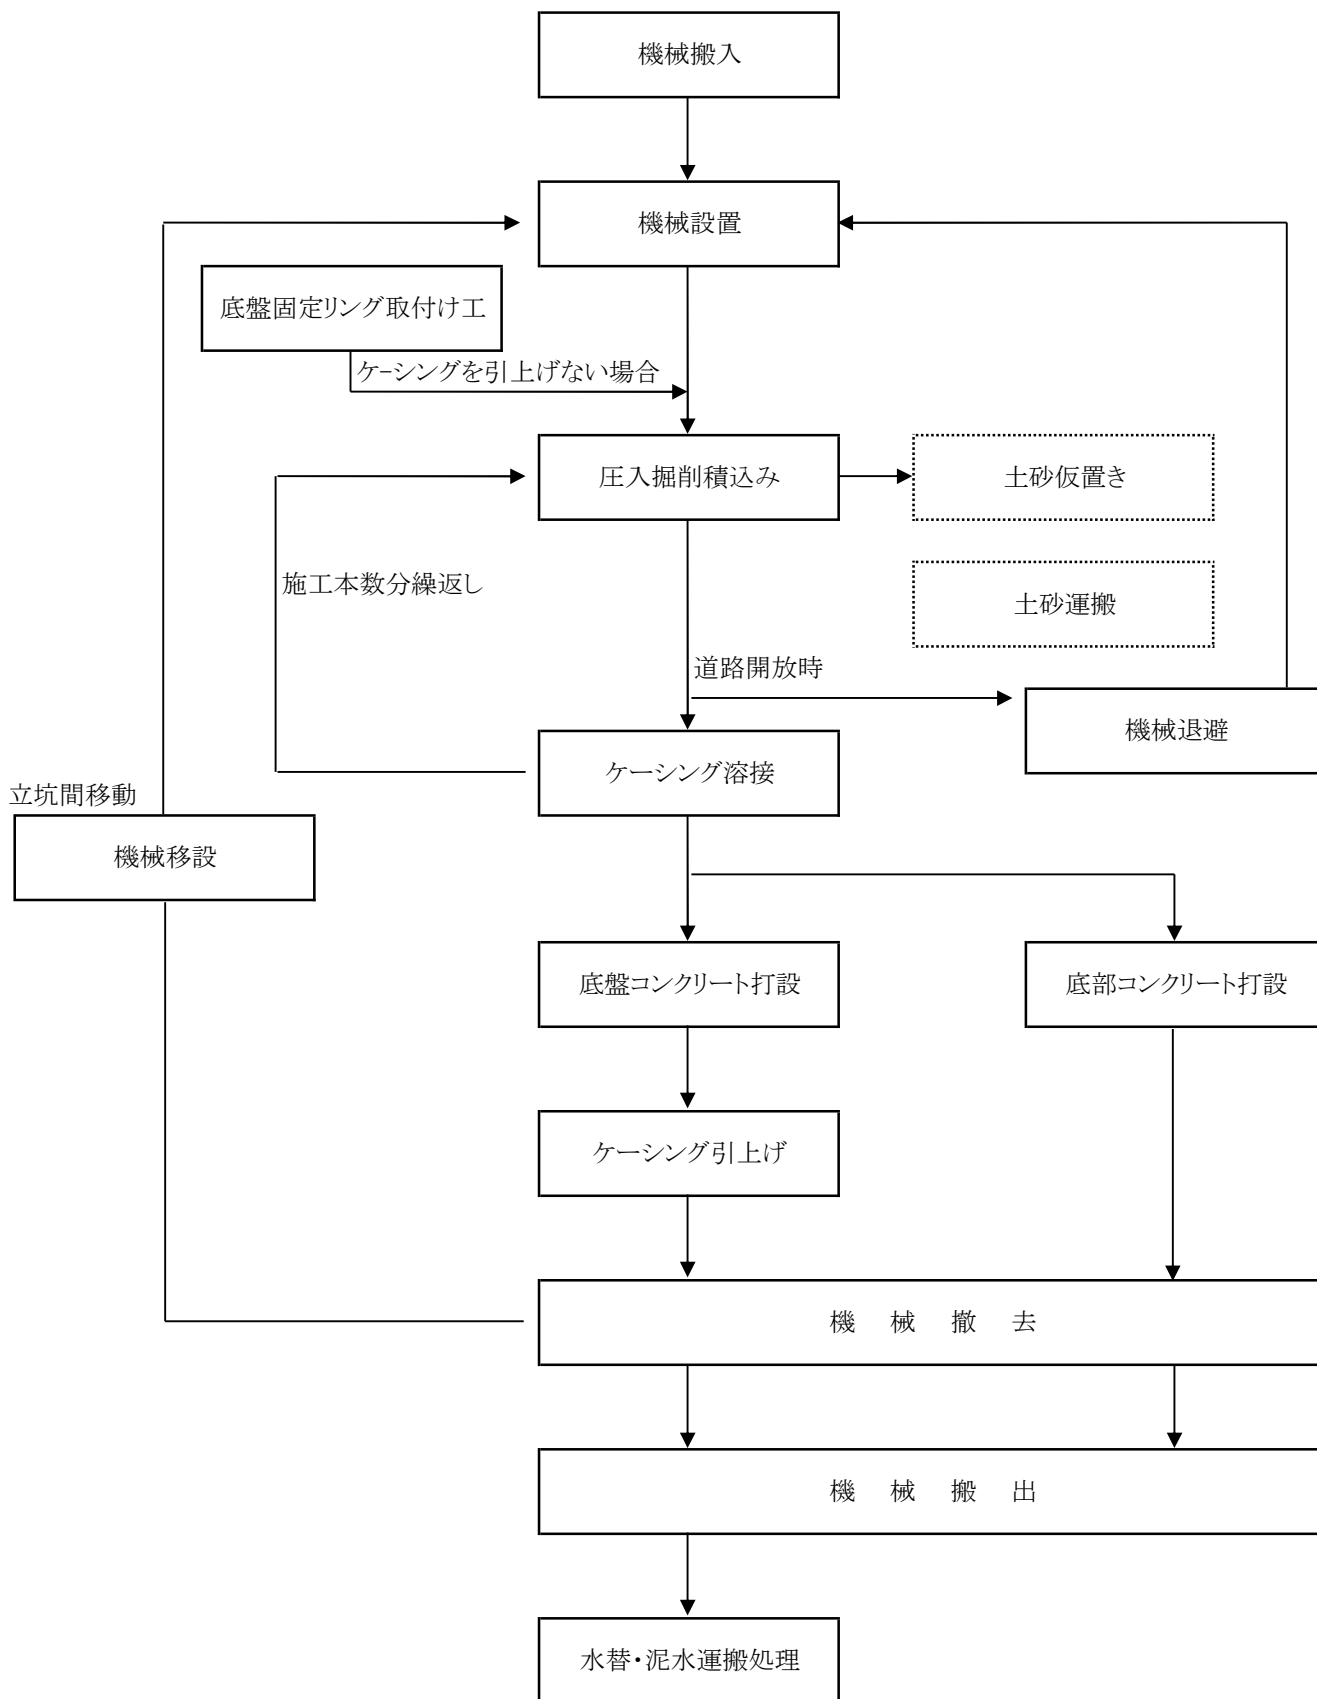 機械搬入
機械設置
底盤固定リング取付け工
ケｰシングを引上げない場合
圧入掘削積込み
土砂仮置き
施工本数分繰返し
土砂運搬
道路開放時
機械退避
ケーシング溶接
立坑間移動
機械移設
底盤コンクリート打設
底部コンクリート打設
ケーシング引上げ
機　械　撤　去
機　械　搬　出
水替・泥水運搬処理